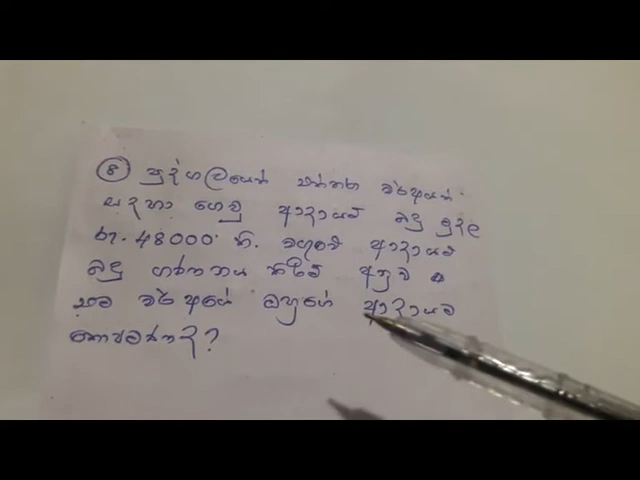 ⑧ පුද්ගලයෙක් එක්තරා වර්ෂයක්
සඳහා ගෙවූ ආදායම් බදු මුදල
රු. 48000 කි. වගුවේ ආදායම්
බදු ගණනය කිරීම් අනුව
එම වර්ෂයේ ඔහුගේ ආදායම
කොපමණද?